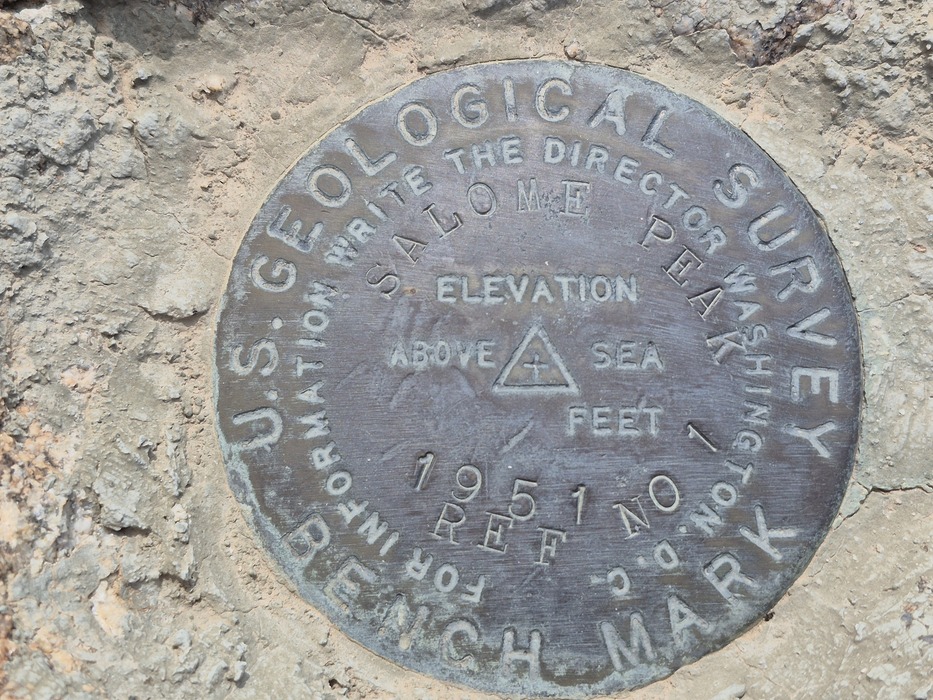 U.S. GEOLOGICAL SURVEY
WRITE THE DIRECTOR WASHINGTON, D.C.
SALOME PEAK
ELEVATION
ABOVE SEA
FEET
1951
REF NO 1
FOR INFORMATION
BENCH MARK